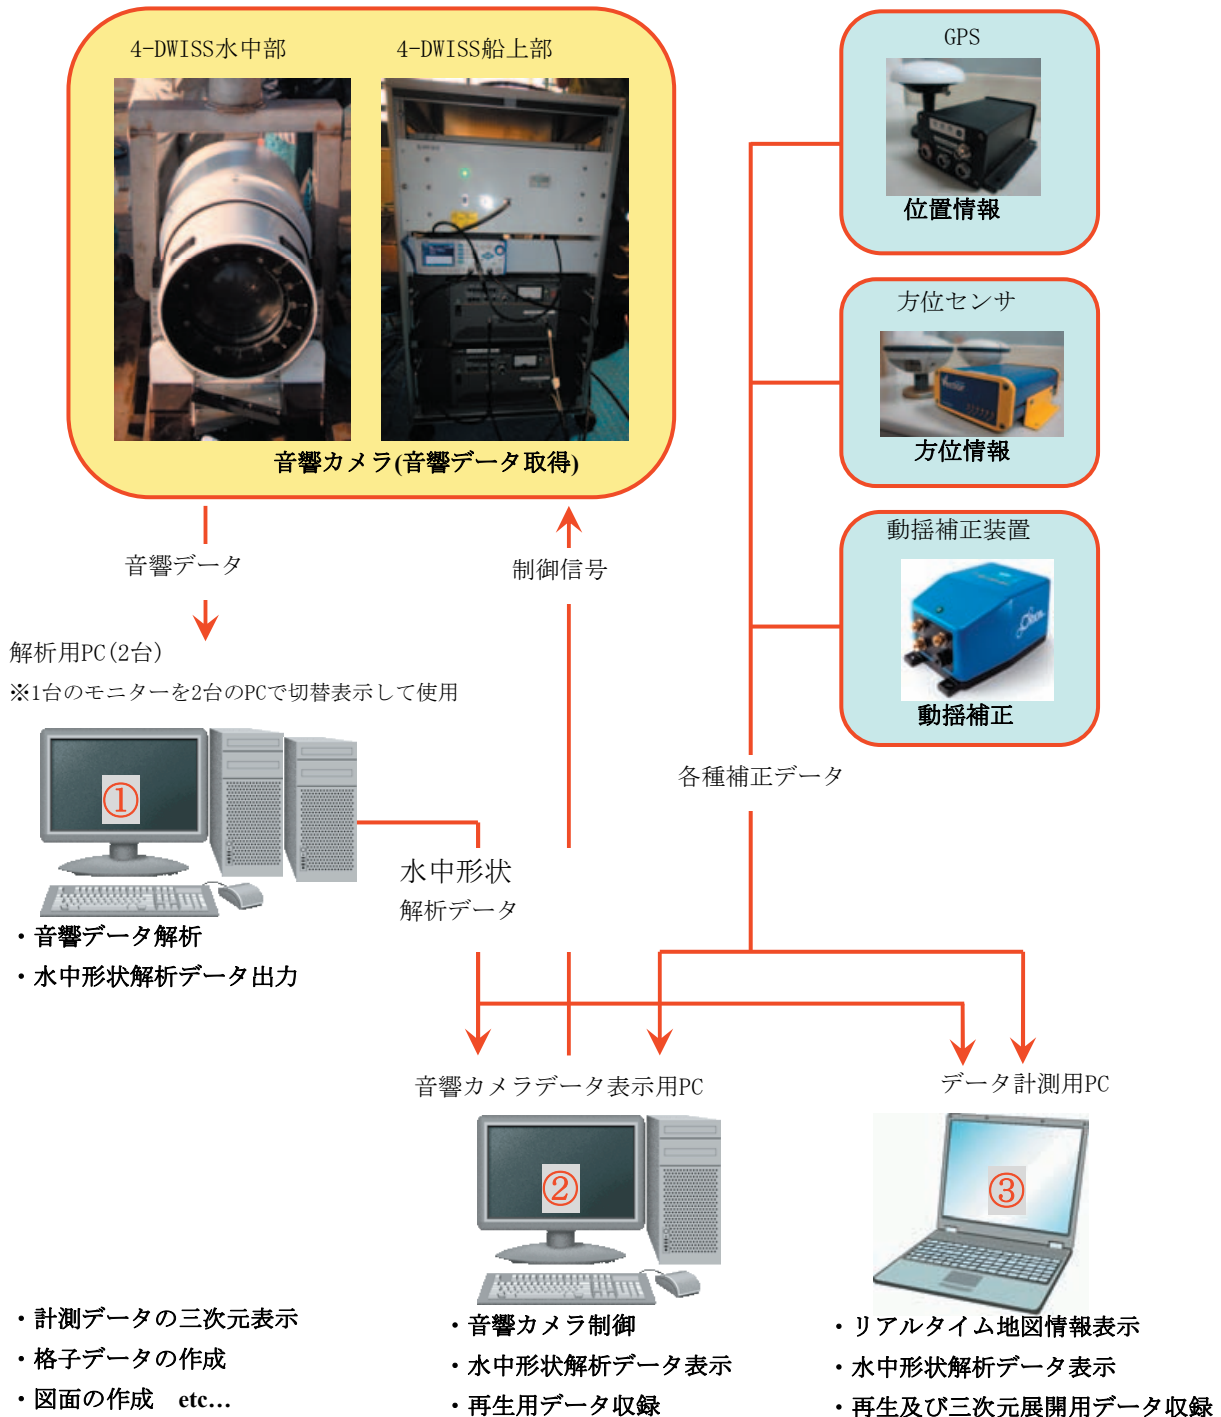 4-DWISS水中部
4-DWISS船上部
音響カメラ(音響データ取得)
GPS
位置情報
方位センサ
方位情報
動揺補正装置
動揺補正
音響データ
制御信号
解析用PC(2台)
※1台のモニターを2台のPCで切替表示して使用
①
・音響データ解析
・水中形状解析データ出力
水中形状
解析データ
各種補正データ
音響カメラデータ表示用PC
②
・音響カメラ制御
・水中形状解析データ表示
・再生用データ収録
データ計測用PC
③
・リアルタイム地図情報表示
・水中形状解析データ表示
・再生及び三次元展開用データ収録
・計測データの三次元表示
・格子データの作成
・図面の作成　etc…